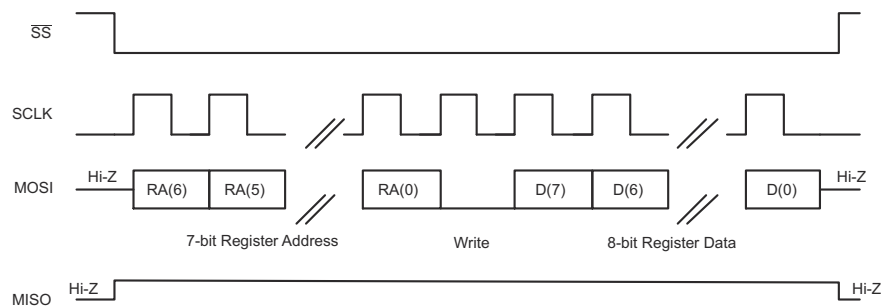 SS
SCLK
Hi-Z Hi-Z
MOSI RA(6) RA(5) RA(0) D(7) D(6) D(0)
7-bit Register Address Write 8-bit Register Data
Hi-Z Hi-Z
MISO